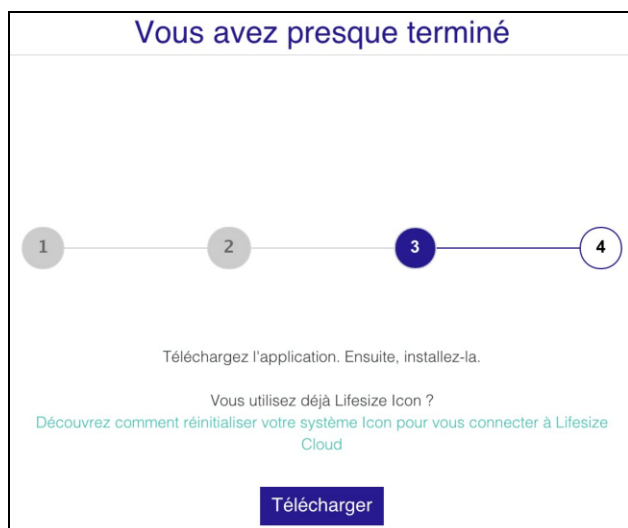 Vous avez presque terminé
1 2 3 4
Téléchargez l'application. Ensuite, installez-la.
Vous utilisez déjà Lifesize Icon ?
Découvrez comment réinitialiser votre système Icon pour vous connecter à Lifesize
Cloud
Télécharger